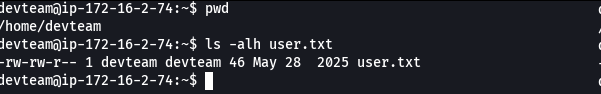 devteam@ip-172-16-2-74:~$ pwd
/home/devteam
devteam@ip-172-16-2-74:~$ ls -alh user.txt
-rw-rw-r-- 1 devteam devteam 46 May 28  2025 user.txt
devteam@ip-172-16-2-74:~$